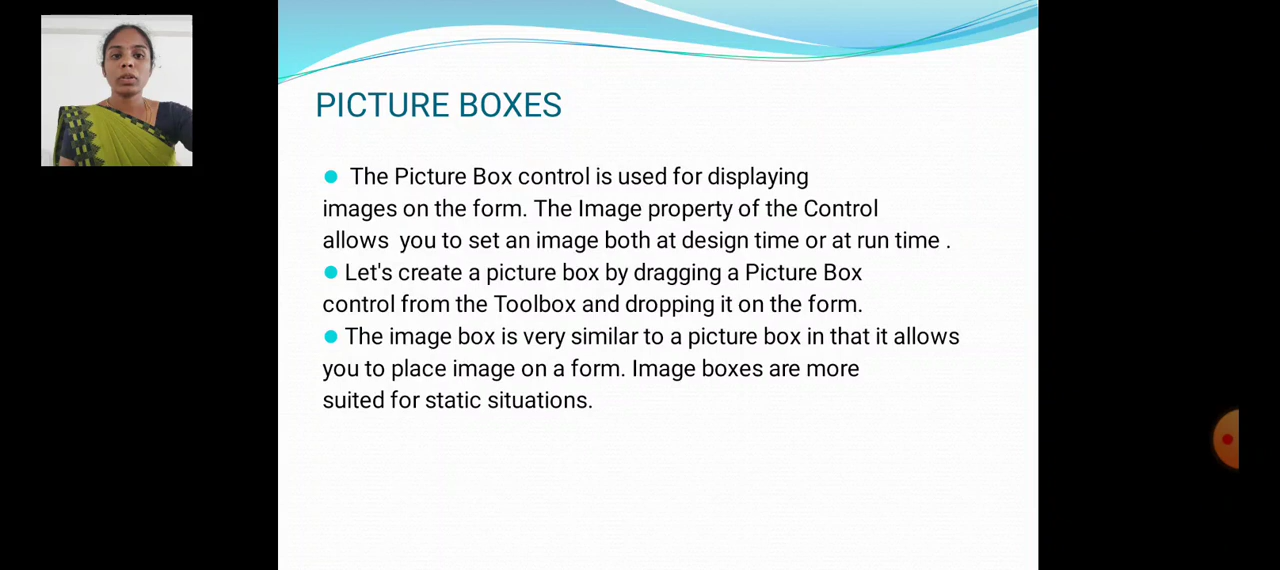 PICTURE BOXES
The Picture Box control is used for displaying
images on the form. The Image property of the Control
allows you to set an image both at design time or at run time .
Let's create a picture box by dragging a Picture Box
control from the Toolbox and dropping it on the form.
The image box is very similar to a picture box in that it allows
you to place image on a form. Image boxes are more
suited for static situations.